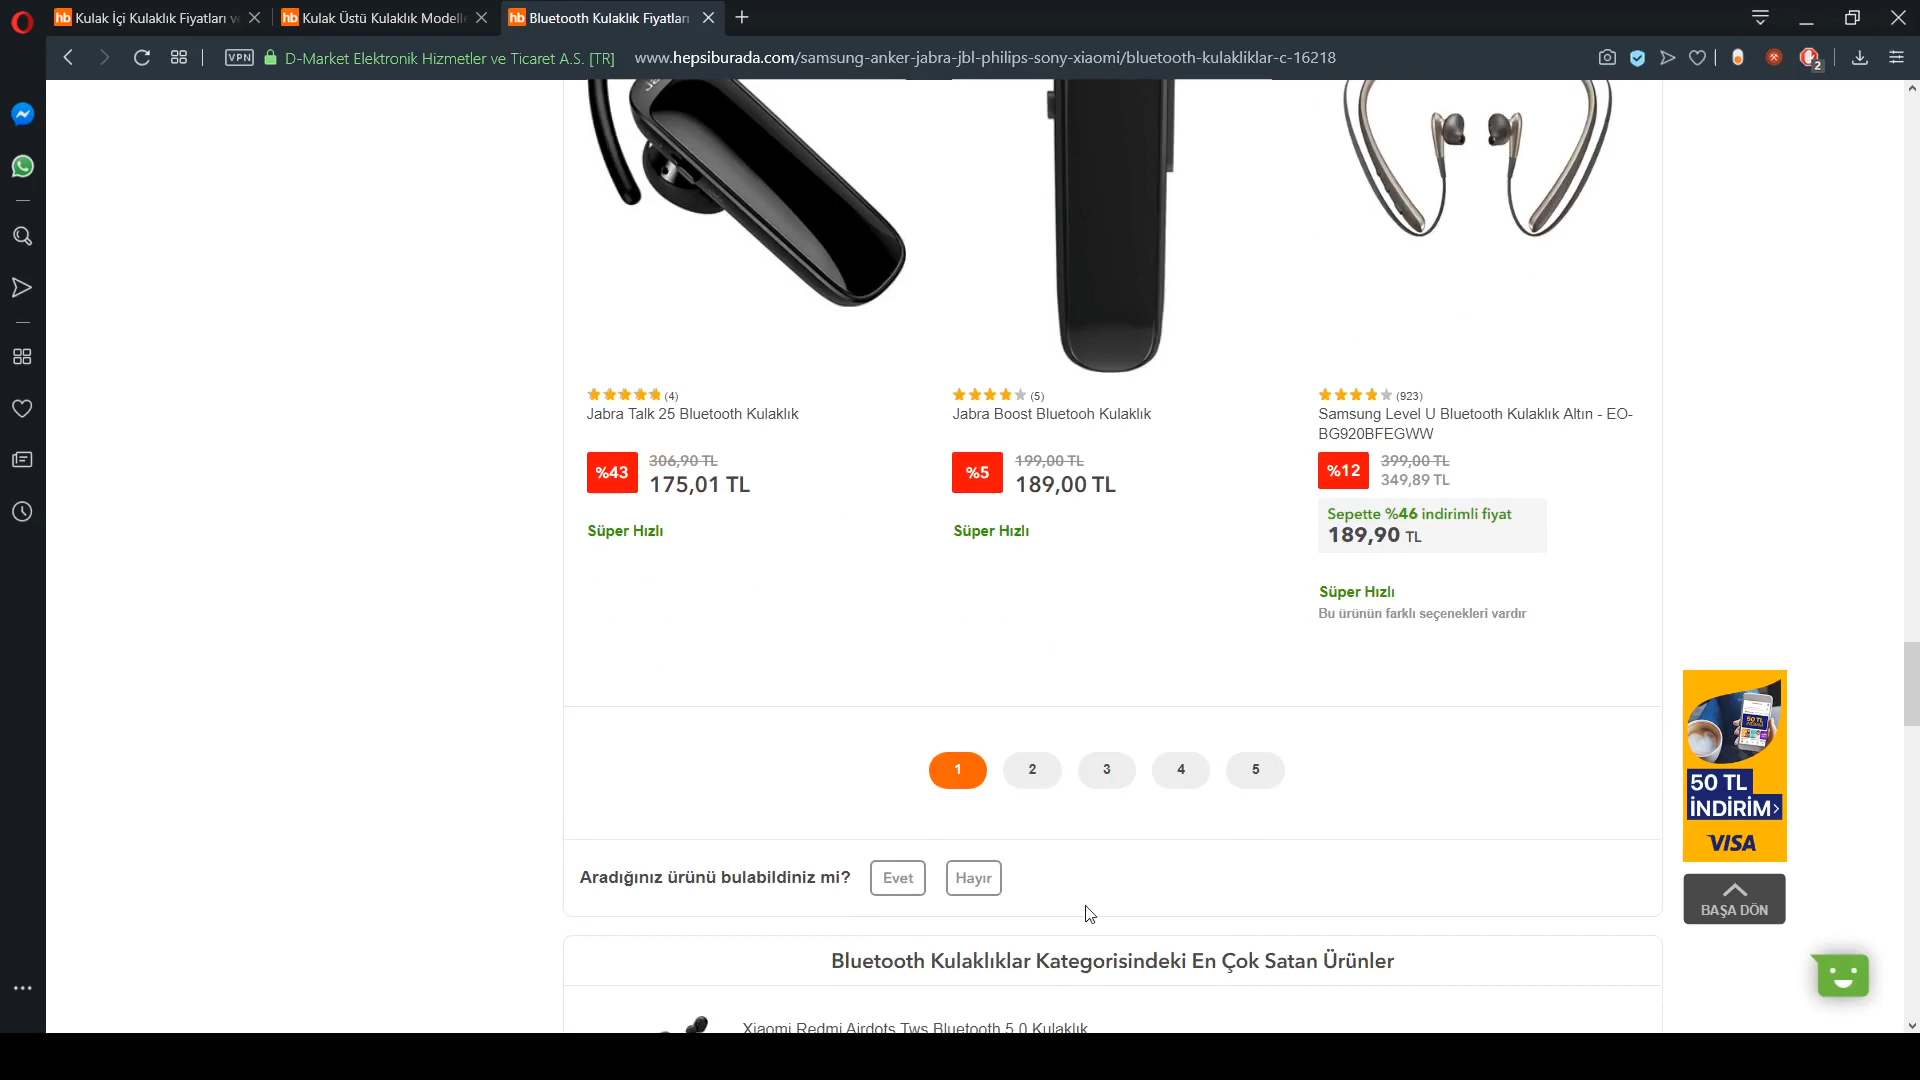 hb Kulak İçi Kulaklık Fiyatları v
hb Kulak Üstü Kulaklık Modelle
hb Bluetooth Kulaklık Fiyatları
VPN D-Market Elektronik Hizmetler ve Ticaret A.S. [TR] www.hepsiburada.com/samsung-anker-jabra-jbl-philips-sony-xiaomi/bluetooth-kulakliklar-c-16218
2
(4)
Jabra Talk 25 Bluetooth Kulaklık
%43 306,90 TL
175,01 TL
Süper Hızlı
(5)
Jabra Boost Bluetooh Kulaklık
%5 199,00 TL
189,00 TL
Süper Hızlı
(923)
Samsung Level U Bluetooth Kulaklık Altın - EO-
BG920BFEGWW
%12 399,00 TL
349,89 TL
Sepette %46 indirimli fiyat
189,90 TL
Süper Hızlı
Bu ürünün farklı seçenekleri vardır
1 2 3 4 5
50 TL
İNDİRİM
VISA
Aradığınız ürünü bulabildiniz mi? Evet Hayır
BAŞA DÖN
Bluetooth Kulaklıklar Kategorisindeki En Çok Satan Ürünler
Xiaomi Redmi Airdots Tws Bluetooth 5.0 Kulaklık